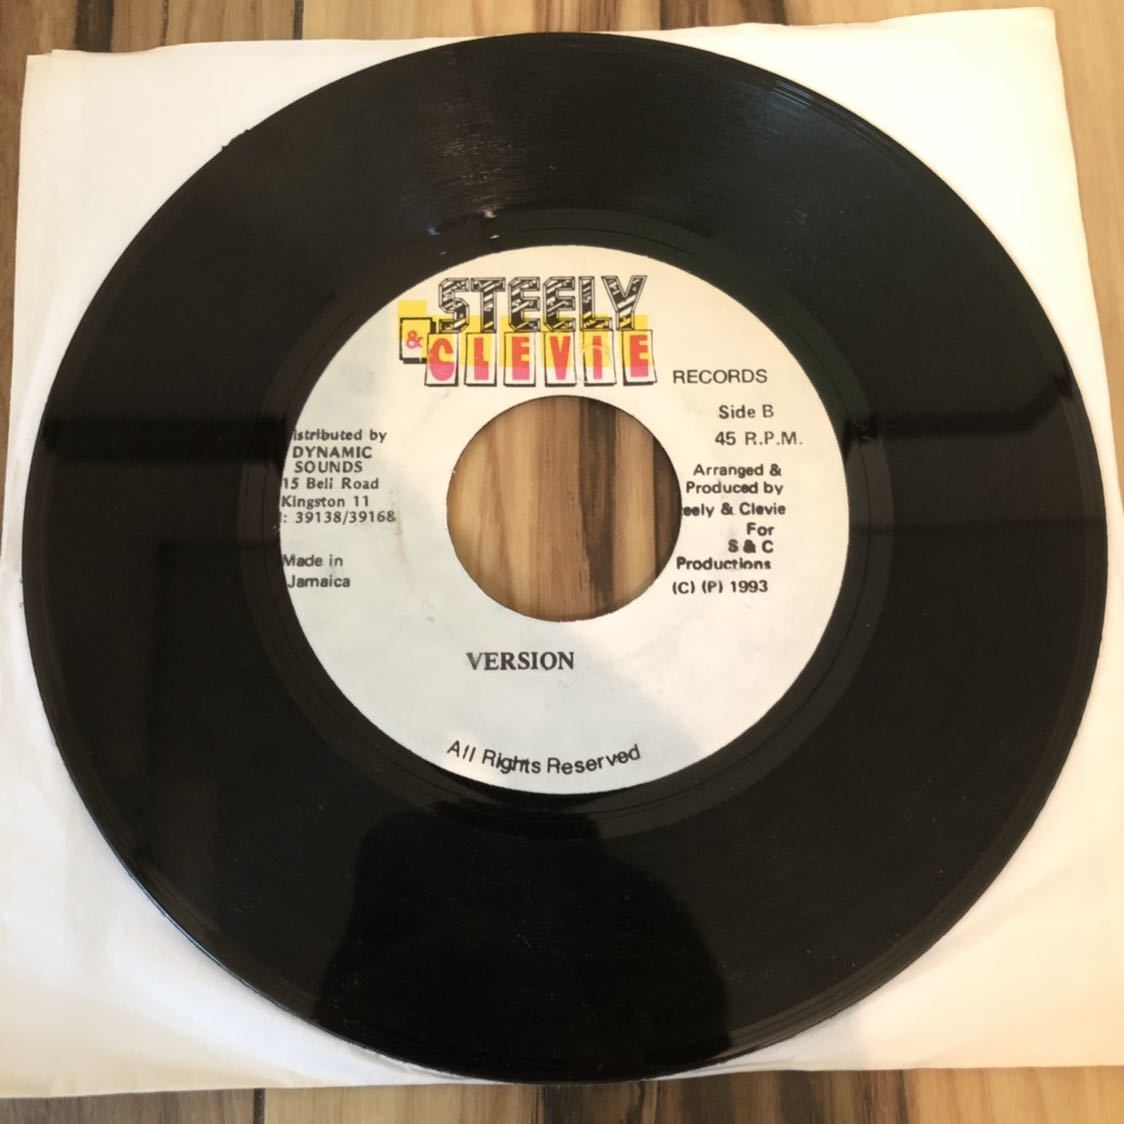 STEELY
& CLEVIE
RECORDS
Side B
45 R.P.M.
istributed by
DYNAMIC
SOUNDS
15 Bell Road
Kingston 11
: 39138/39168
Made in
Jamaica
Arranged &
Produced by
eely & Clevie
For
S & C
Productions
(C) (P) 1993
VERSION
All Rights Reserved